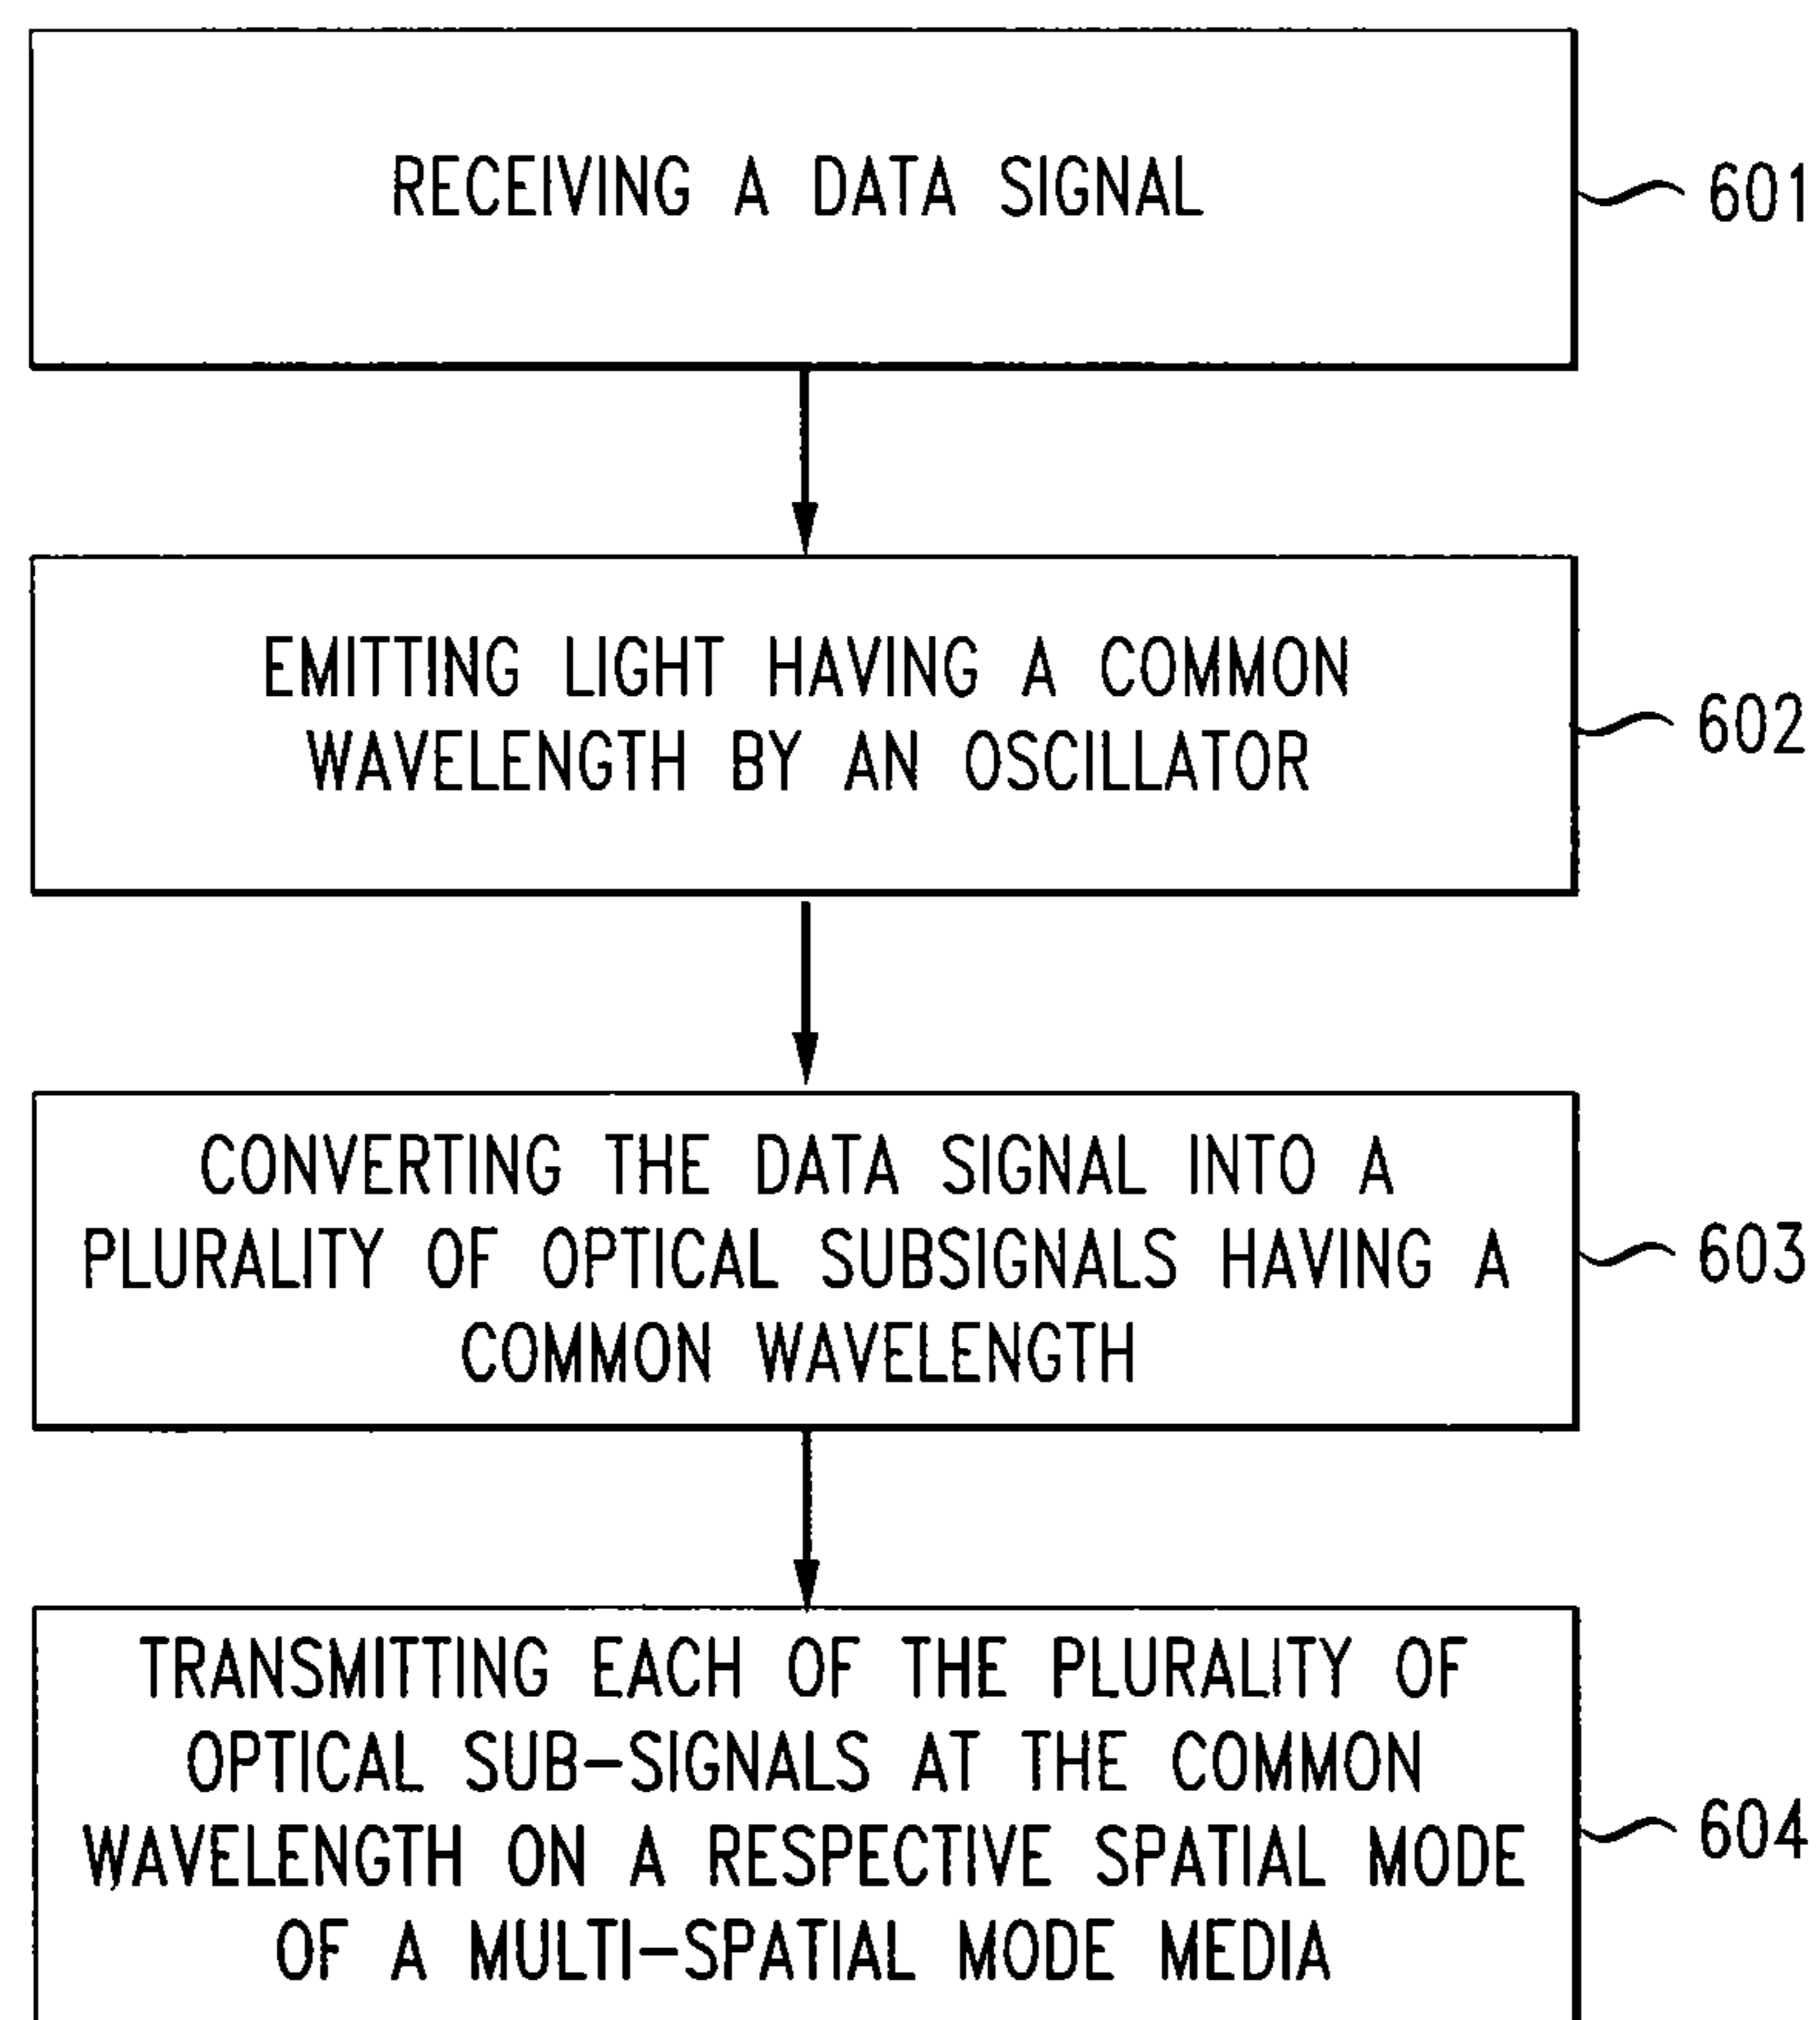 RECEIVING A DATA SIGNAL
601
EMITTING LIGHT HAVING A COMMON
WAVELENGTH BY AN OSCILLATOR
602
CONVERTING THE DATA SIGNAL INTO A
PLURALITY OF OPTICAL SUBSIGNALS HAVING A
COMMON WAVELENGTH
603
TRANSMITTING EACH OF THE PLURALITY OF
OPTICAL SUB-SIGNALS AT THE COMMON
WAVELENGTH ON A RESPECTIVE SPATIAL MODE
OF A MULTI-SPATIAL MODE MEDIA
604